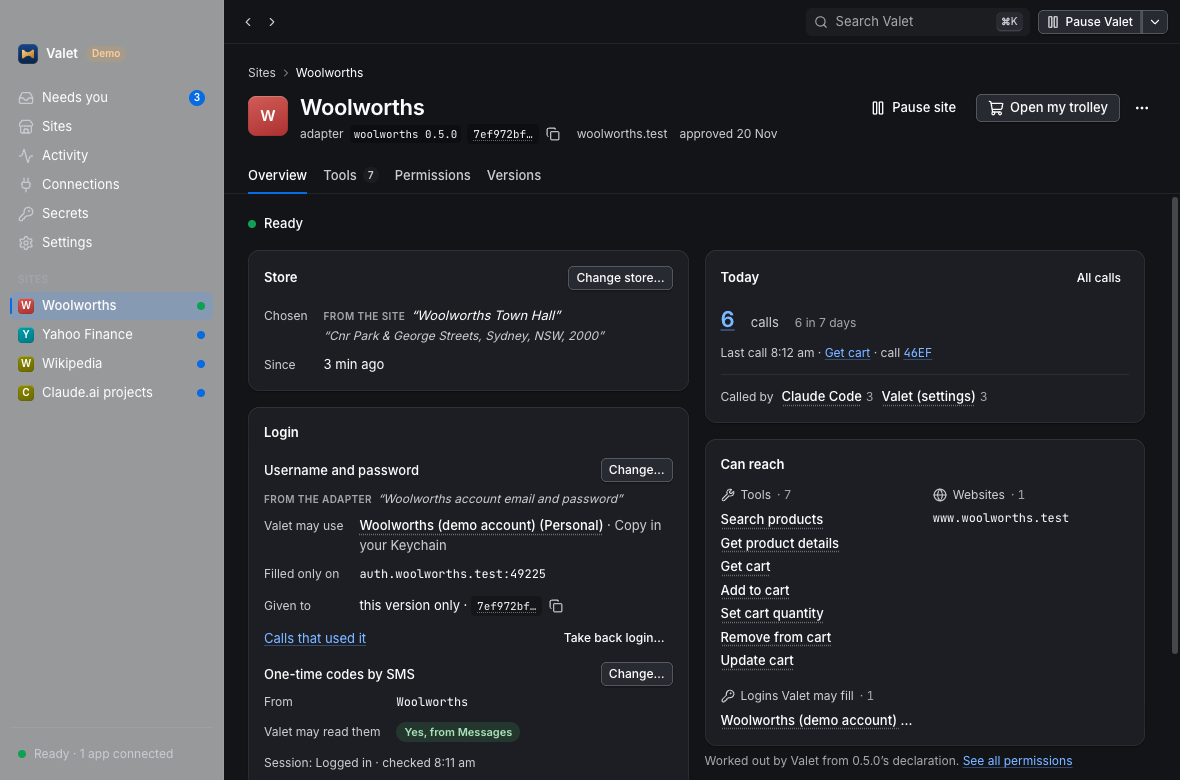 Search Valet
⌘K
Pause Valet
Valet
Demo
Needs you
3
Sites
Activity
Connections
Secrets
Settings
SITES
W Woolworths
Y Yahoo Finance
W Wikipedia
C Claude.ai projects
Ready · 1 app connected
Sites › Woolworths
W
Woolworths
adapter woolworths 0.5.0 7ef972bf… woolworths.test approved 20 Nov
Pause site
Open my trolley
Overview Tools 7 Permissions Versions
Ready
Store
Change store…
Chosen FROM THE SITE “Woolworths Town Hall”
“Cnr Park & George Streets, Sydney, NSW, 2000”
Since 3 min ago
Login
Username and password
Change…
FROM THE ADAPTER “Woolworths account email and password”
Valet may use Woolworths (demo account) (Personal) · Copy in
your Keychain
Filled only on auth.woolworths.test:49225
Given to this version only · 7ef972bf…
Calls that used it
Take back login…
One-time codes by SMS
Change…
From Woolworths
Valet may read them Yes, from Messages
Session: Logged in · checked 8:11 am
Today
All calls
6 calls 6 in 7 days
Last call 8:12 am · Get cart · call 46EF
Called by Claude Code 3 Valet (settings) 3
Can reach
Tools · 7
Search products
Get product details
Get cart
Add to cart
Set cart quantity
Remove from cart
Update cart
Websites · 1
www.woolworths.test
Logins Valet may fill · 1
Woolworths (demo account) …
Worked out by Valet from 0.5.0’s declaration. See all permissions